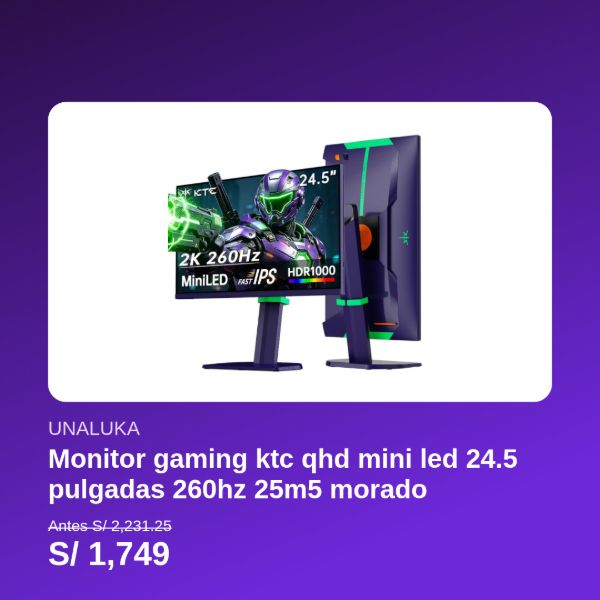 KTC
24.5"
2K 260Hz
MiniLED FAST IPS HDR1000
UNALUKA
Monitor gaming ktc qhd mini led 24.5
pulgadas 260hz 25m5 morado
Antes S/ 2,231.25
S/ 1,749